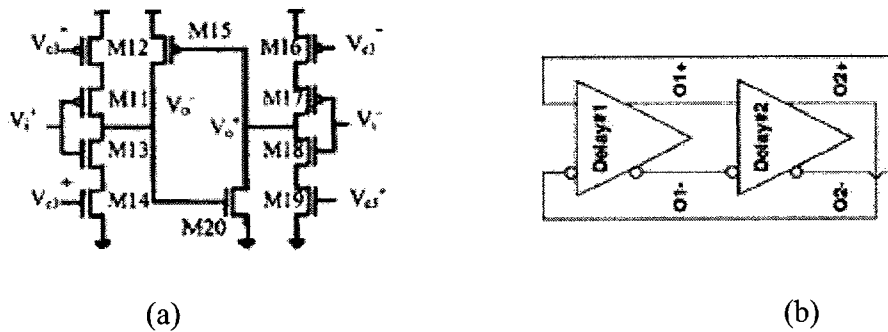 Vc3- M12 M15 M16 Vc3-
M11 M17
Vi+ Vo- Vo+ Vi-
M13 M18
Vc3+ M14 M19 Vc3+
M20
Delay#1 O1+ Delay#2 O2+
O1- O2-
(a) (b)